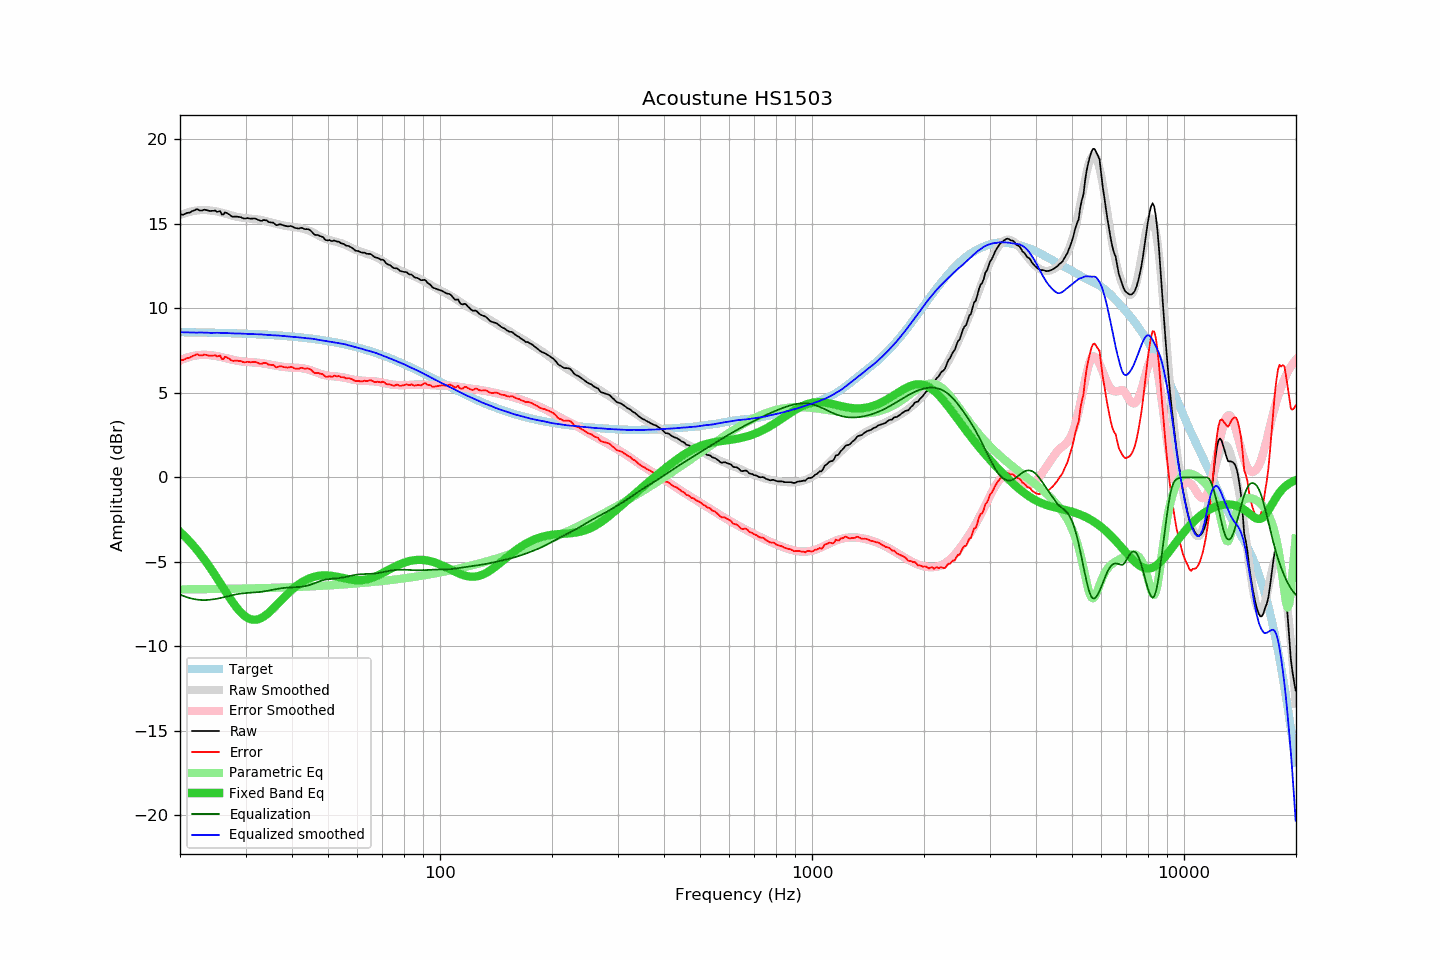 Acoustune HS1503
Amplitude (dBr)
20
15
10
5
0
−5
−10
−15
−20
Target
Raw Smoothed
Error Smoothed
Raw
Error
Parametric Eq
Fixed Band Eq
Equalization
Equalized smoothed
100 1000 10000
Frequency (Hz)